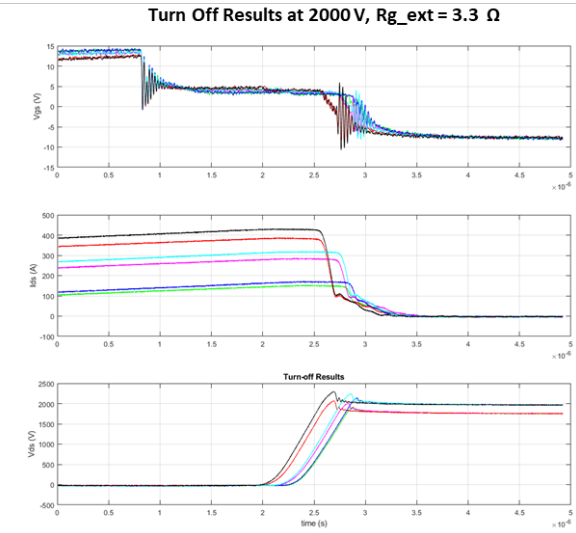 Turn Off Results at 2000 V, Rg_ext = 3.3 Ω
15
10
5
0
-5
-10
-15
Vgs (V)
0 0.5 1 1.5 2 2.5 3 3.5 4 4.5 5
×10⁻⁶
500
400
300
200
100
0
-100
Ids (A)
0 0.5 1 1.5 2 2.5 3 3.5 4 4.5 5
×10⁻⁶
Turn-off Results
2500
2000
1500
1000
500
0
-500
Vds (V)
0 0.5 1 1.5 2 2.5 3 3.5 4 4.5 5
time (s)
×10⁻⁶